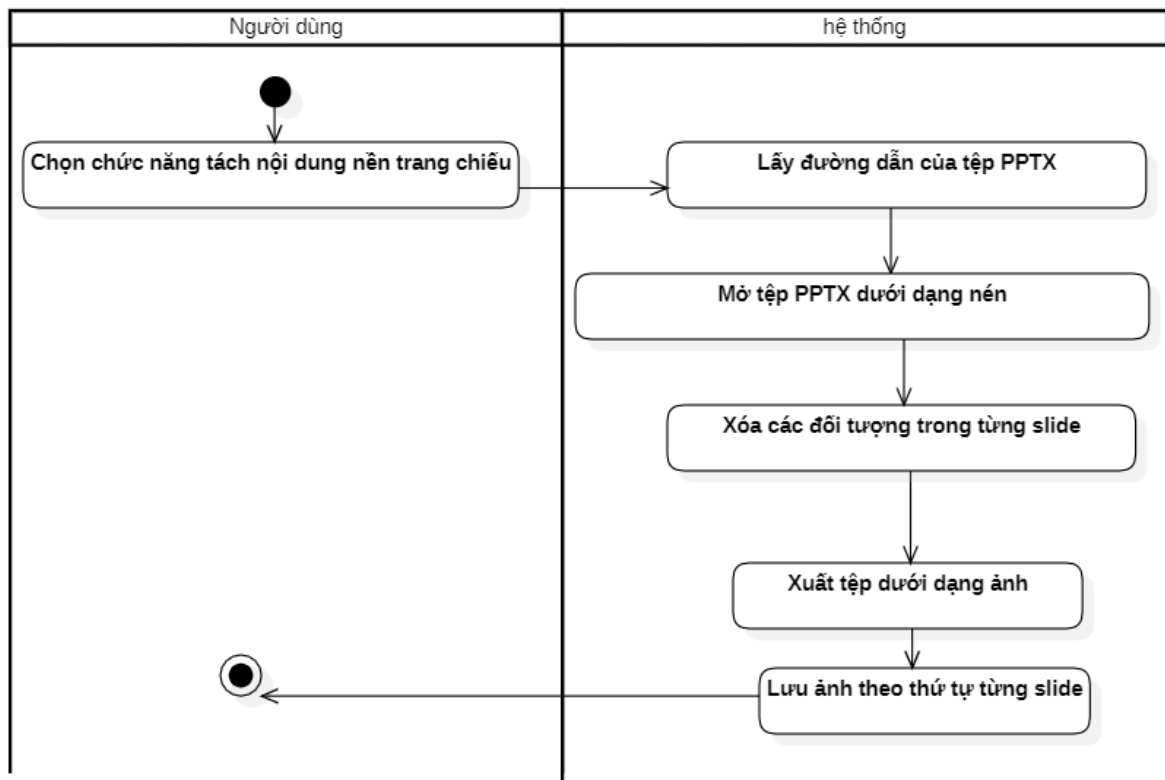 Người dùng
hệ thống
Chọn chức năng tách nội dung nền trang chiếu
Lấy đường dẫn của tệp PPTX
Mở tệp PPTX dưới dạng nén
Xóa các đối tượng trong từng slide
Xuất tệp dưới dạng ảnh
Lưu ảnh theo thứ tự từng slide